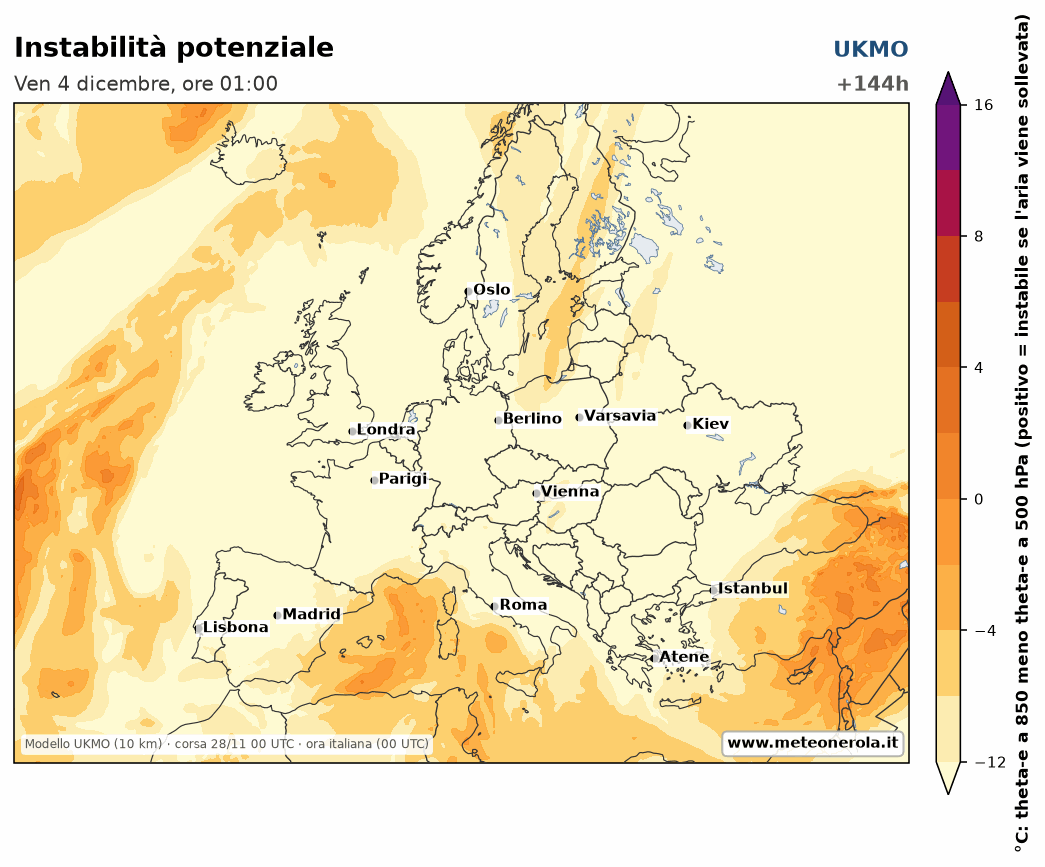 Instabilità potenziale
UKMO
Ven 4 dicembre, ore 01:00
+144h
Oslo
Berlino
Varsavia
Kiev
Londra
Parigi
Vienna
Istanbul
Roma
Madrid
Lisbona
Atene
Modello UKMO (10 km) · corsa 28/11 00 UTC · ora italiana (00 UTC)
www.meteonerola.it
16
8
4
0
−4
−12
°C: theta-e a 850 meno theta-e a 500 hPa (positivo = instabile se l'aria viene sollevata)